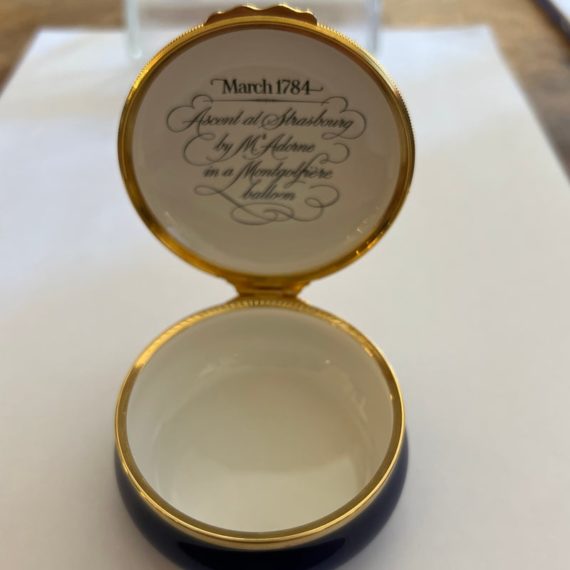 March 1784
Ascent at Strasbourg
by Mr Adorne
in a Montgolfière
balloon